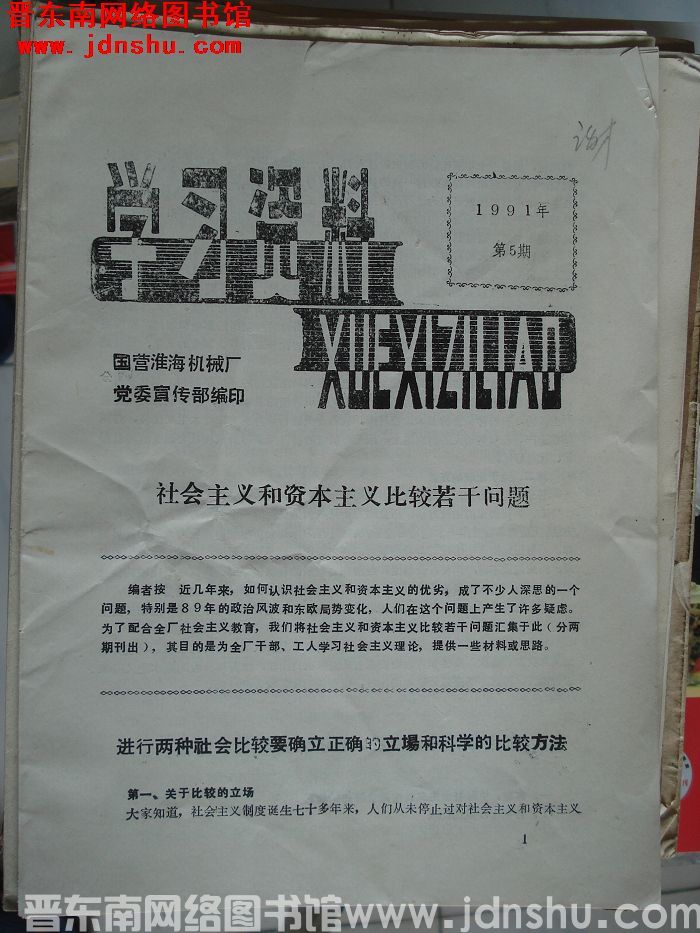 晋东南网络图书馆
www.jdnshu.com
学习资料
1991年
第5期
XUEXIZILIAO
国营淮海机械厂
党委宣传部编印
社会主义和资本主义比较若干问题
编者按 近几年来，如何认识社会主义和资本主义的优劣，成了不少人深思的一个
问题，特别是89年的政治风波和东欧局势变化，人们在这个问题上产生了许多疑虑。
为了配合全厂社会主义教育，我们将社会主义和资本主义比较若干问题汇集于此（分两
期刊出），其目的是为全厂干部、工人学习社会主义理论，提供一些材料或思路。
进行两种社会比较要确立正确的立場和科学的比较方法
第一、关于比较的立场
大家知道，社会主义制度诞生七十多年来，人们从未停止过对社会主义和资本主义
1
晋东南网络图书馆 www.jdnshu.com